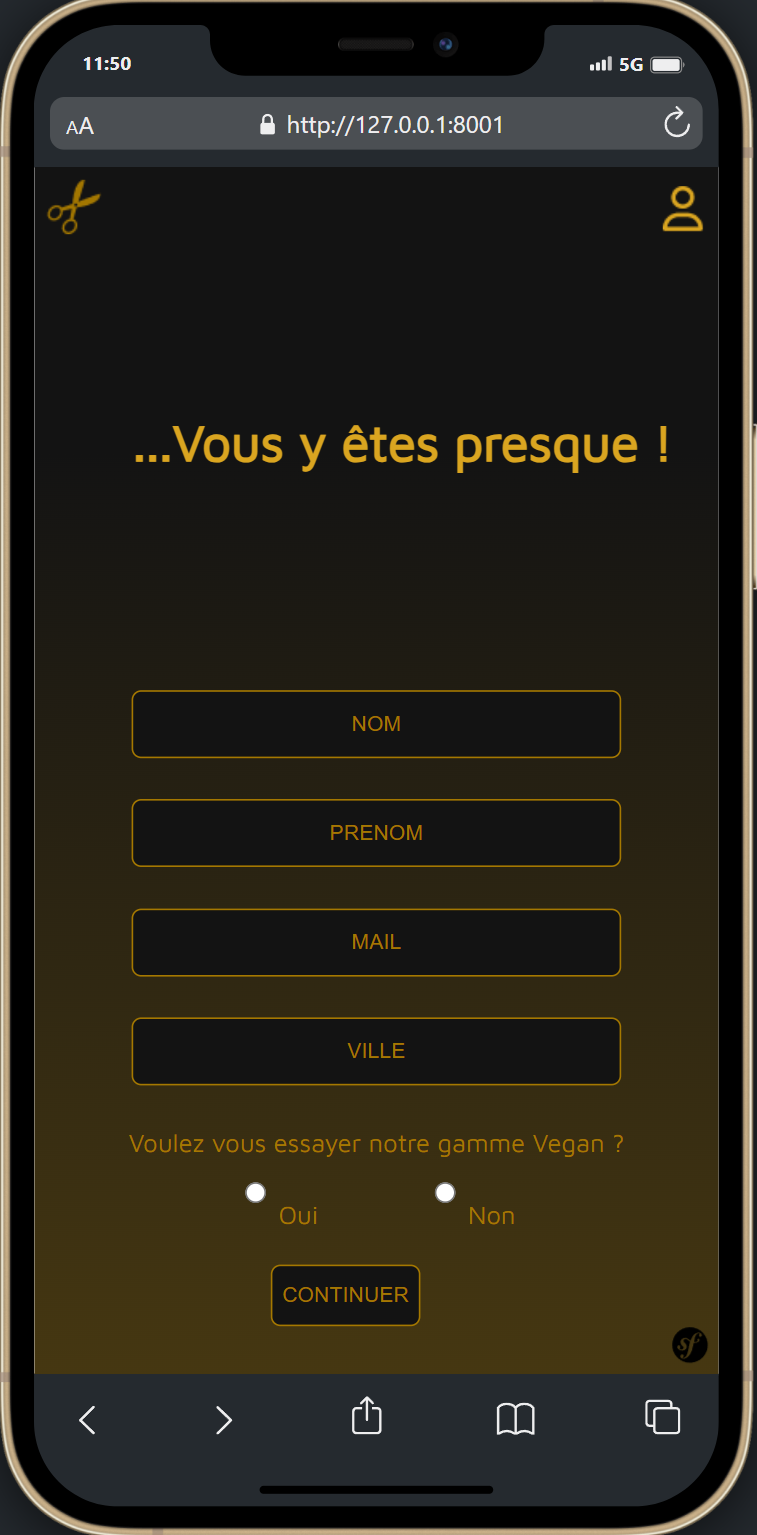 11:50
5G
AA
http://127.0.0.1:8001
...Vous y êtes presque !
NOM
PRENOM
MAIL
VILLE
Voulez vous essayer notre gamme Vegan ?
Oui
Non
CONTINUER
sf